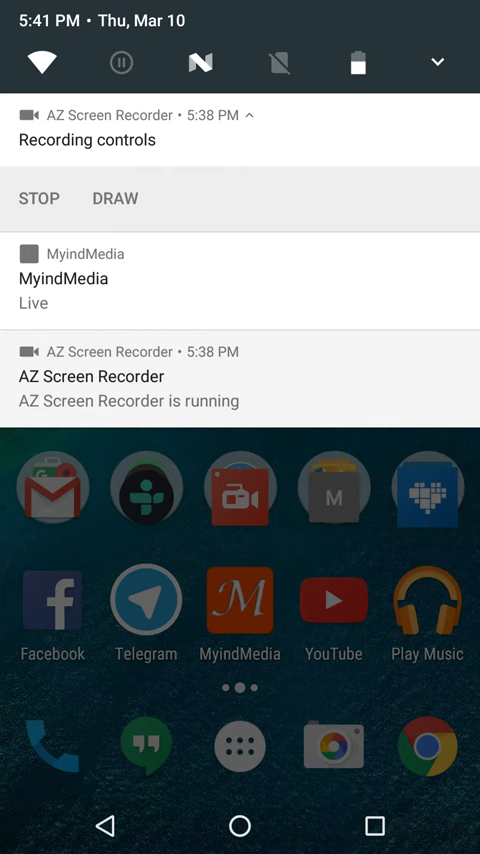 5:41 PM • Thu, Mar 10
AZ Screen Recorder • 5:38 PM
Recording controls
STOP DRAW
MyindMedia
MyindMedia
Live
AZ Screen Recorder • 5:38 PM
AZ Screen Recorder
AZ Screen Recorder is running
M
Facebook Telegram MyindMedia YouTube Play Music